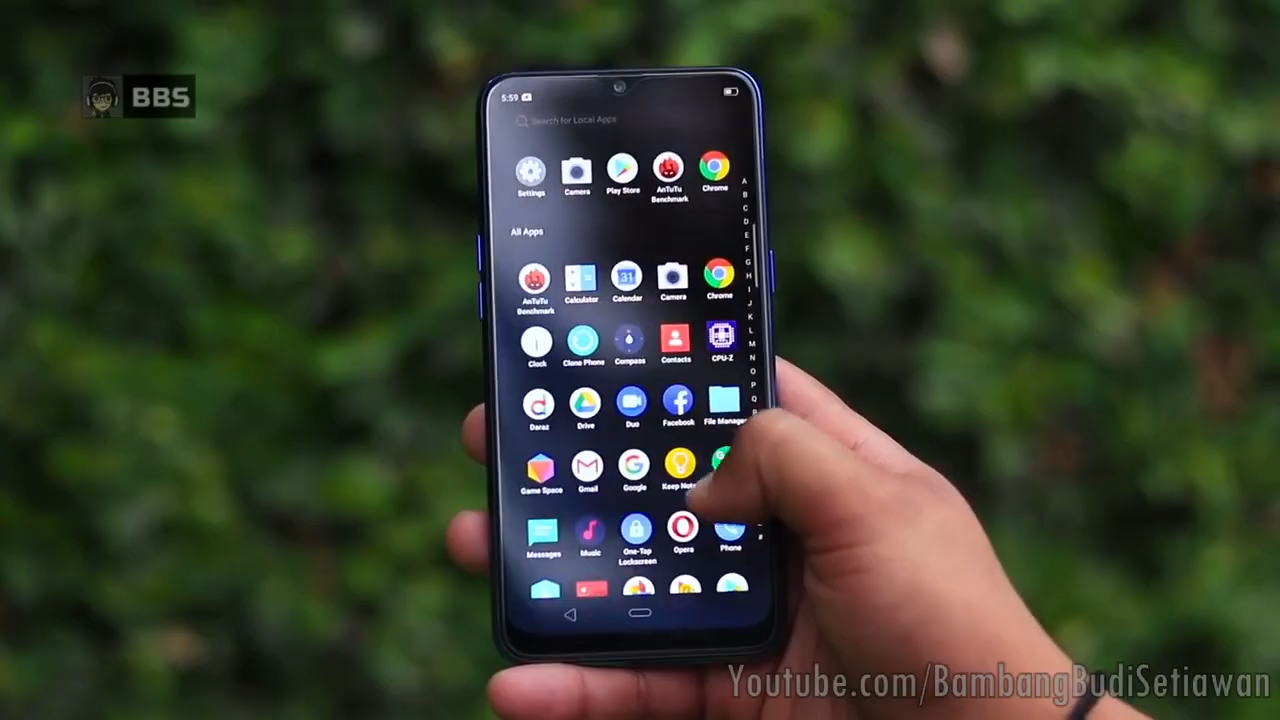 BBS
5:59
Search for Local Apps
Settings Camera Play Store AnTuTu Benchmark Chrome
All Apps
AnTuTu Benchmark Calculator Calendar Camera Chrome
Clock Clone Phone Compass Contacts CPU-Z
Daraz Drive Duo Facebook File Manager
Game Space Gmail Google Keep
Messages Music One-Tap Lockscreen Opera Phone
A
B
C
D
E
F
G
H
I
J
K
L
M
N
O
P
Q
#
Youtube.com/BambangBudiSetiawan